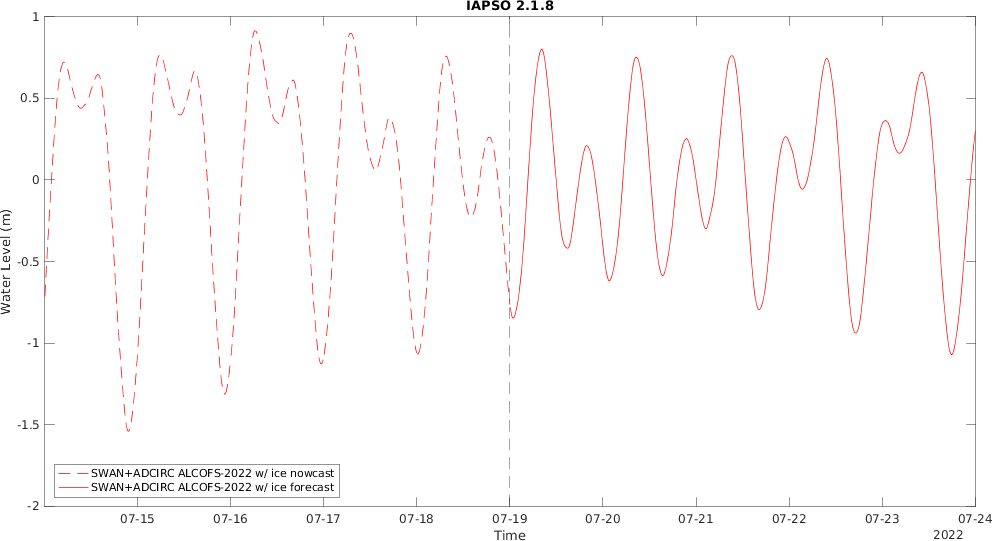 IAPSO 2.1.8
1
0.5
0
-0.5
-1
-1.5
-2
Water Level (m)
SWAN+ADCIRC ALCOFS-2022 w/ ice nowcast
SWAN+ADCIRC ALCOFS-2022 w/ ice forecast
07-15 07-16 07-17 07-18 07-19 07-20 07-21 07-22 07-23 07-24
Time
2022